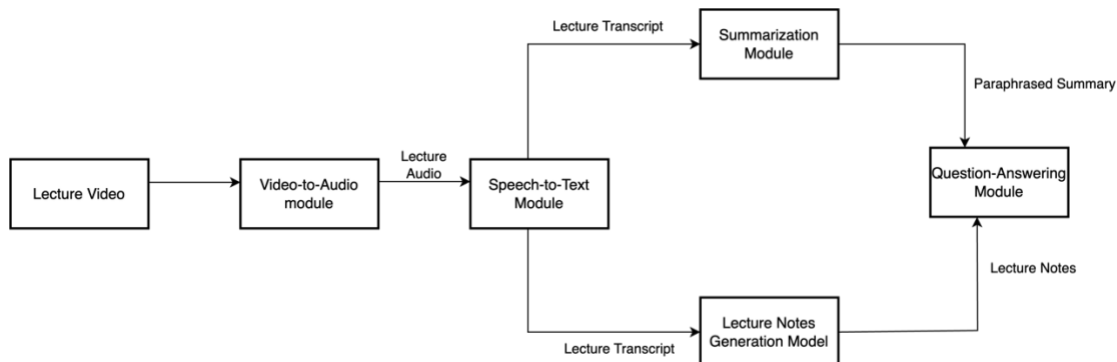 Lecture Transcript
Summarization
Module
Paraphrased Summary
Lecture Video
Video-to-Audio
module
Lecture
Audio
Speech-to-Text
Module
Question-Answering
Module
Lecture Notes
Lecture Transcript
Lecture Notes
Generation Model